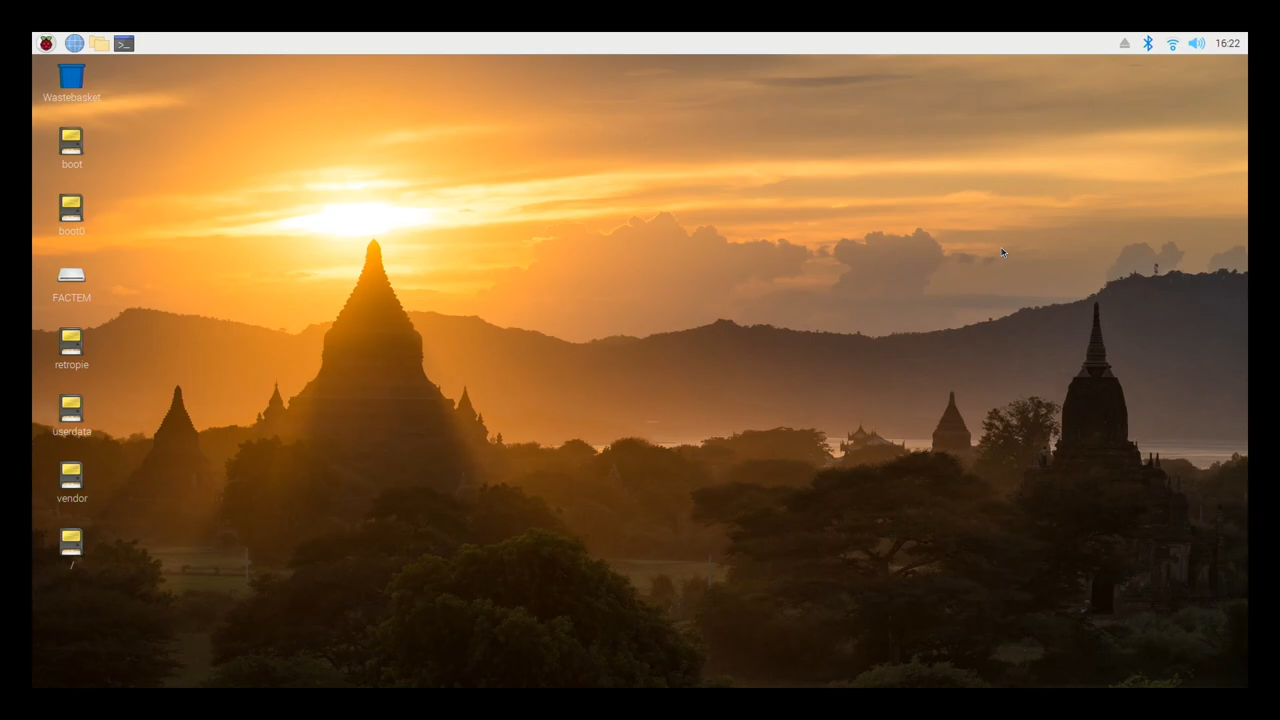 >_
16:22
Wastebasket
boot
boot0
FACTEM
retropie
userdata
vendor
/